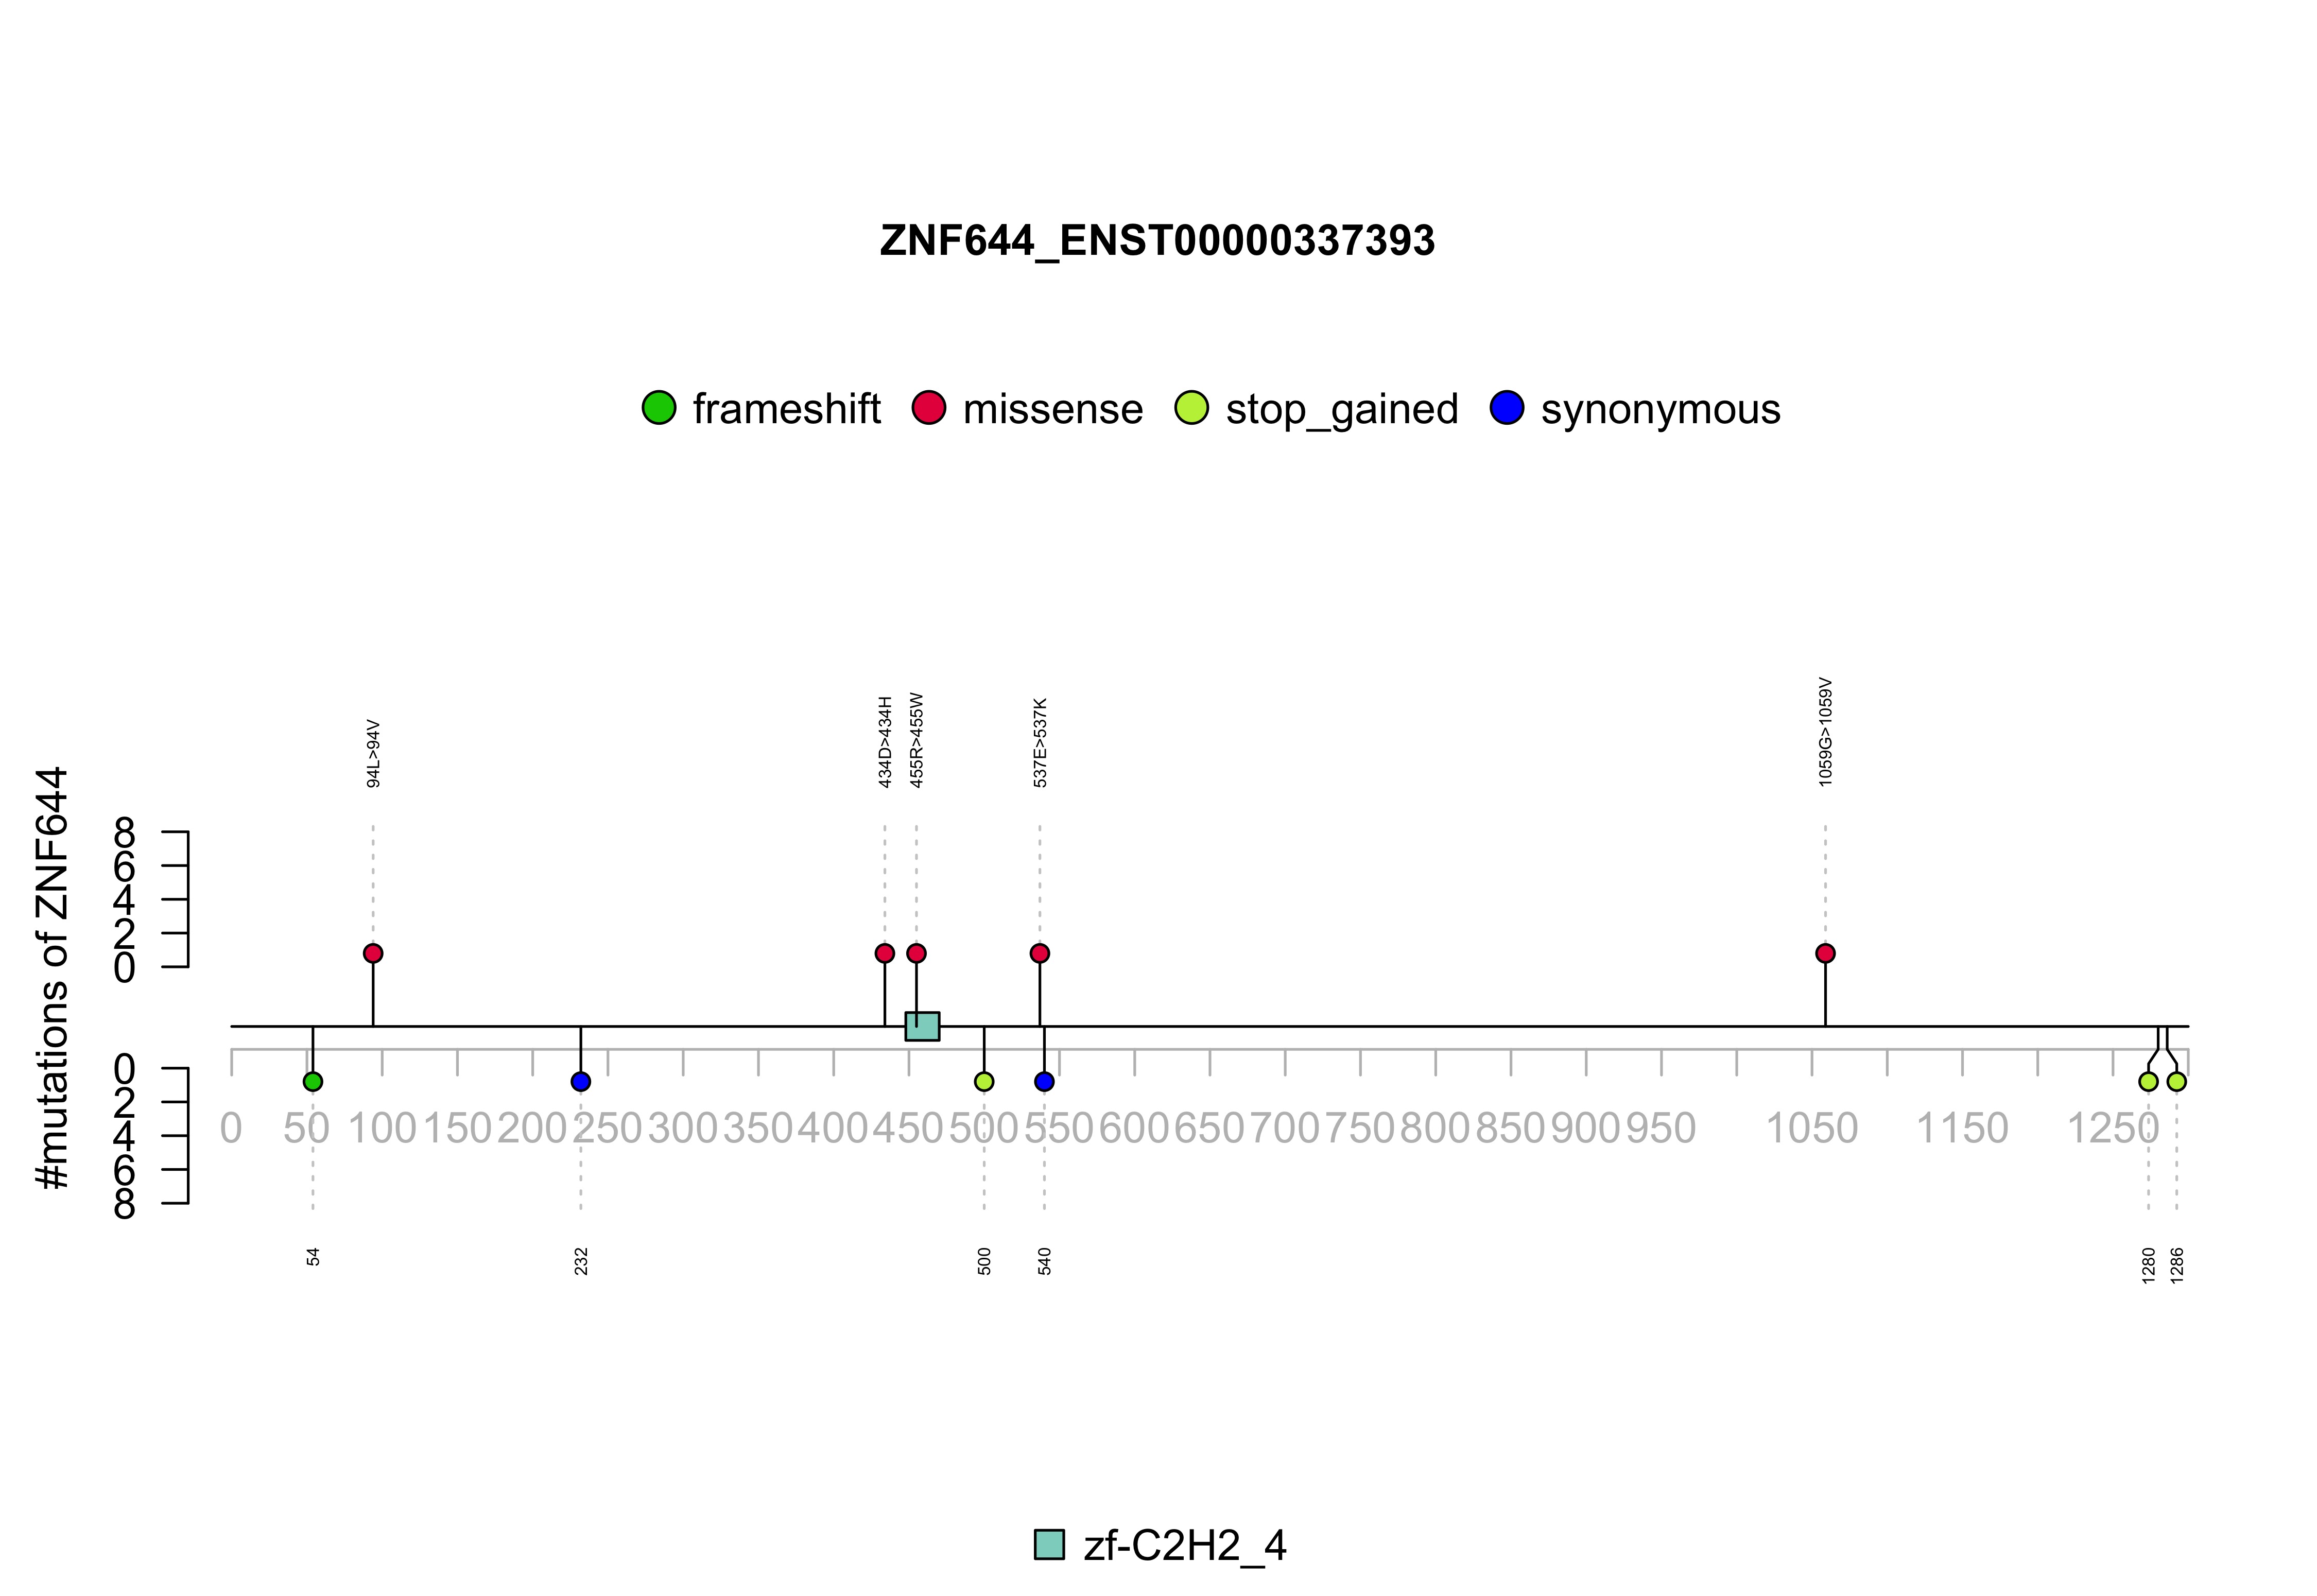 ZNF644_ENST00000337393
frameshift missense stop_gained synonymous
94L>94V
434D>434H
455R>455W
537E>537K
1059G>1059V
#mutations of ZNF644
8
6
4
2
0
0
2
4
6
8
0 50 100 150 200 250 300 350 400 450 500 550 600 650 700 750 800 850 900 950 1050 1150 1250
54
232
500
540
1280
1286
zf-C2H2_4